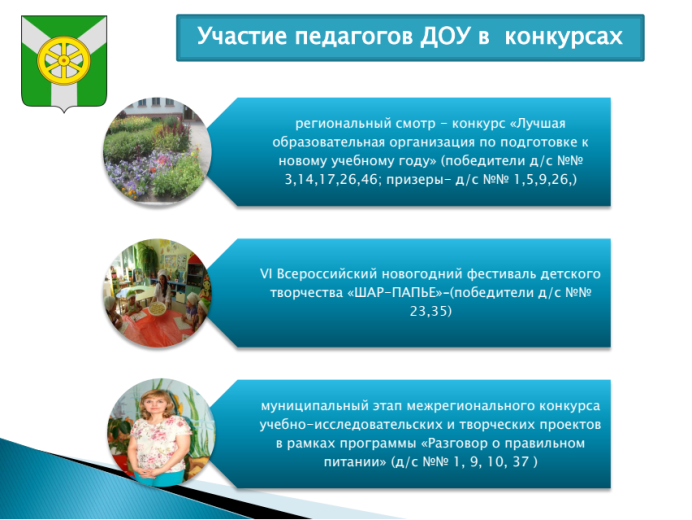 Участие педагогов ДОУ в конкурсах
региональный смотр - конкурс «Лучшая
образовательная организация по подготовке к
новому учебному году» (победители д/с №№
3,14,17,26,46; призеры- д/с №№ 1,5,9,26,)
VI Всероссийский новогодний фестиваль детского
творчества «ШАР-ПАПЬЕ»-(победители д/с №№
23,35)
муниципальный этап межрегионального конкурса
учебно-исследовательских и творческих проектов
в рамках программы «Разговор о правильном
питании» (д/с №№ 1, 9, 10, 37 )